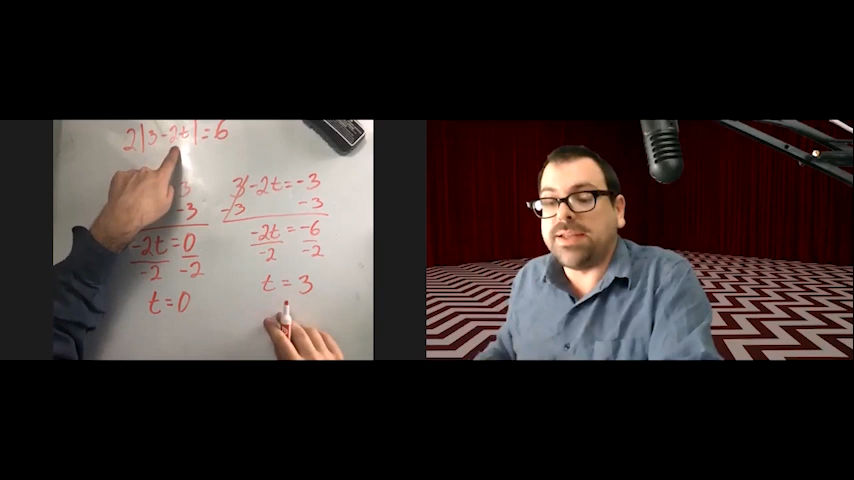 2|3-2t|=6
3
-3
-2t=0
-2 -2
t=0
3-2t=-3
-3 -3
-2t=-6
-2 -2
t=3